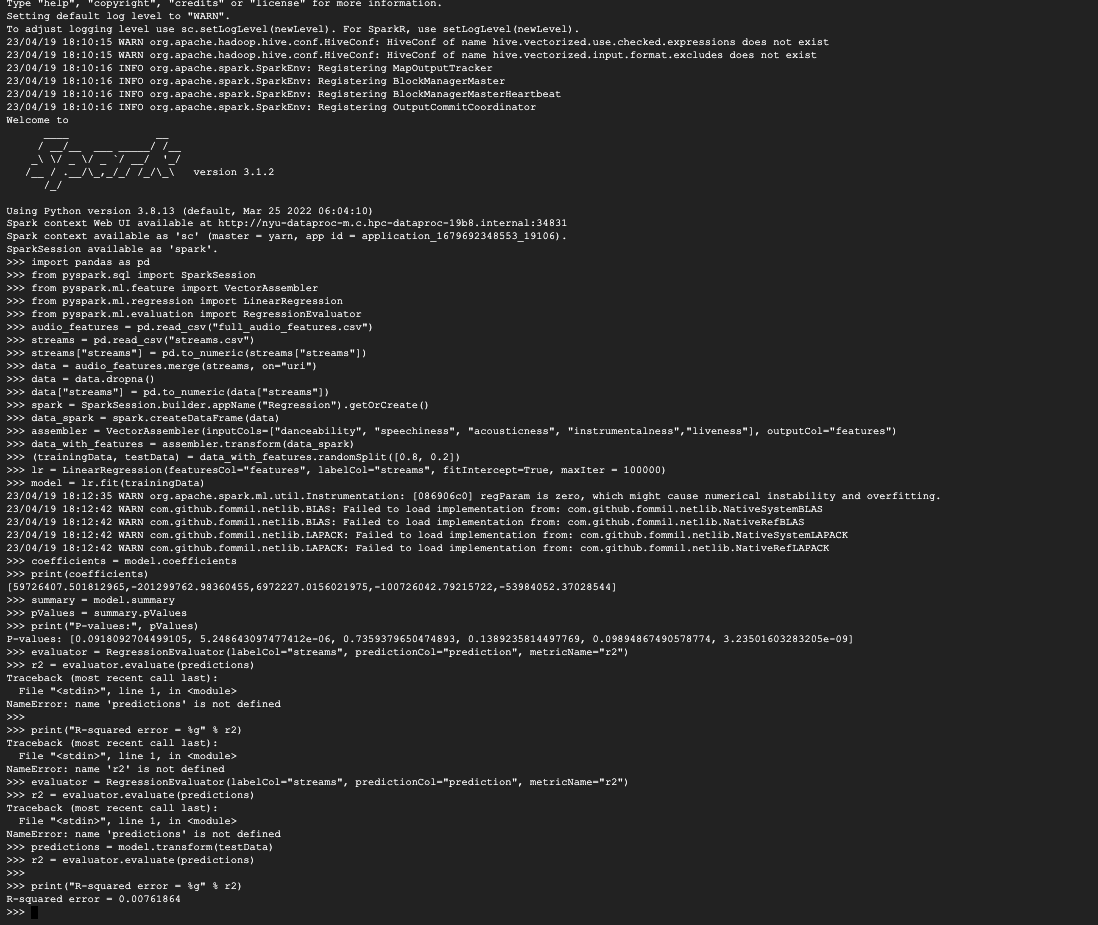 Type "help", "copyright", "credits" or "license" for more information.
Setting default log level to "WARN".
To adjust logging level use sc.setLogLevel(newLevel). For SparkR, use setLogLevel(newLevel).
23/04/19 18:10:15 WARN org.apache.hadoop.hive.conf.HiveConf: HiveConf of name hive.vectorized.use.checked.expressions does not exist
23/04/19 18:10:15 WARN org.apache.hadoop.hive.conf.HiveConf: HiveConf of name hive.vectorized.input.format.excludes does not exist
23/04/19 18:10:16 INFO org.apache.spark.SparkEnv: Registering MapOutputTracker
23/04/19 18:10:16 INFO org.apache.spark.SparkEnv: Registering BlockManagerMaster
23/04/19 18:10:16 INFO org.apache.spark.SparkEnv: Registering BlockManagerMasterHeartbeat
23/04/19 18:10:16 INFO org.apache.spark.SparkEnv: Registering OutputCommitCoordinator
Welcome to
      ____              __
     / __/__  ___ _____/ /__
    _\ \/ _ \/ _ `/ __/  '_/
   /__ / .__/\_,_/_/ /_/\_\   version 3.1.2
      /_/
Using Python version 3.8.13 (default, Mar 25 2022 06:04:10)
Spark context Web UI available at http://nyu-dataproc-m.c.hpc-dataproc-19b8.internal:34831
Spark context available as 'sc' (master = yarn, app id = application_1679692348553_19106).
SparkSession available as 'spark'.
>>> import pandas as pd
>>> from pyspark.sql import SparkSession
>>> from pyspark.ml.feature import VectorAssembler
>>> from pyspark.ml.regression import LinearRegression
>>> from pyspark.ml.evaluation import RegressionEvaluator
>>> audio_features = pd.read_csv("full_audio_features.csv")
>>> streams = pd.read_csv("streams.csv")
>>> streams["streams"] = pd.to_numeric(streams["streams"])
>>> data = audio_features.merge(streams, on="uri")
>>> data = data.dropna()
>>> data["streams"] = pd.to_numeric(data["streams"])
>>> spark = SparkSession.builder.appName("Regression").getOrCreate()
>>> data_spark = spark.createDataFrame(data)
>>> assembler = VectorAssembler(inputCols=["danceability", "speechiness", "acousticness", "instrumentalness","liveness"], outputCol="features")
>>> data_with_features = assembler.transform(data_spark)
>>> (trainingData, testData) = data_with_features.randomSplit([0.8, 0.2])
>>> lr = LinearRegression(featuresCol="features", labelCol="streams", fitIntercept=True, maxIter = 100000)
>>> model = lr.fit(trainingData)
23/04/19 18:12:35 WARN org.apache.spark.ml.util.Instrumentation: [086906c0] regParam is zero, which might cause numerical instability and overfitting.
23/04/19 18:12:42 WARN com.github.fommil.netlib.BLAS: Failed to load implementation from: com.github.fommil.netlib.NativeSystemBLAS
23/04/19 18:12:42 WARN com.github.fommil.netlib.BLAS: Failed to load implementation from: com.github.fommil.netlib.NativeRefBLAS
23/04/19 18:12:42 WARN com.github.fommil.netlib.LAPACK: Failed to load implementation from: com.github.fommil.netlib.NativeSystemLAPACK
23/04/19 18:12:42 WARN com.github.fommil.netlib.LAPACK: Failed to load implementation from: com.github.fommil.netlib.NativeRefLAPACK
>>> coefficients = model.coefficients
>>> print(coefficients)
[59726407.501812965,-201299762.98360455,6972227.0156021975,-100726042.79215722,-53984052.37028544]
>>> summary = model.summary
>>> pValues = summary.pValues
>>> print("P-values:", pValues)
P-values: [0.0918092704499105, 5.248643097477412e-06, 0.7359379650474893, 0.1389235814497769, 0.09894867490578774, 3.23501603283205e-09]
>>> evaluator = RegressionEvaluator(labelCol="streams", predictionCol="prediction", metricName="r2")
>>> r2 = evaluator.evaluate(predictions)
Traceback (most recent call last):
  File "<stdin>", line 1, in <module>
NameError: name 'predictions' is not defined
>>>
>>> print("R-squared error = %g" % r2)
Traceback (most recent call last):
  File "<stdin>", line 1, in <module>
NameError: name 'r2' is not defined
>>> evaluator = RegressionEvaluator(labelCol="streams", predictionCol="prediction", metricName="r2")
>>> r2 = evaluator.evaluate(predictions)
Traceback (most recent call last):
  File "<stdin>", line 1, in <module>
NameError: name 'predictions' is not defined
>>> predictions = model.transform(testData)
>>> r2 = evaluator.evaluate(predictions)
>>>
>>> print("R-squared error = %g" % r2)
R-squared error = 0.00761864
>>>